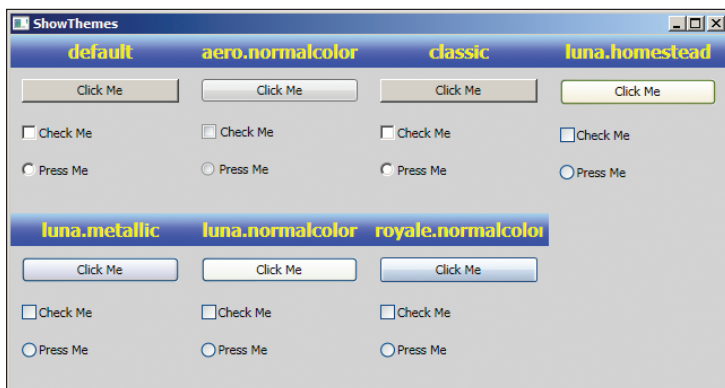 ShowThemes
default aero.normalcolor classic luna.homestead
Click Me Click Me Click Me Click Me
Check Me Check Me Check Me Check Me
Press Me Press Me Press Me Press Me
luna.metallic luna.normalcolor royale.normalcolor
Click Me Click Me Click Me
Check Me Check Me Check Me
Press Me Press Me Press Me